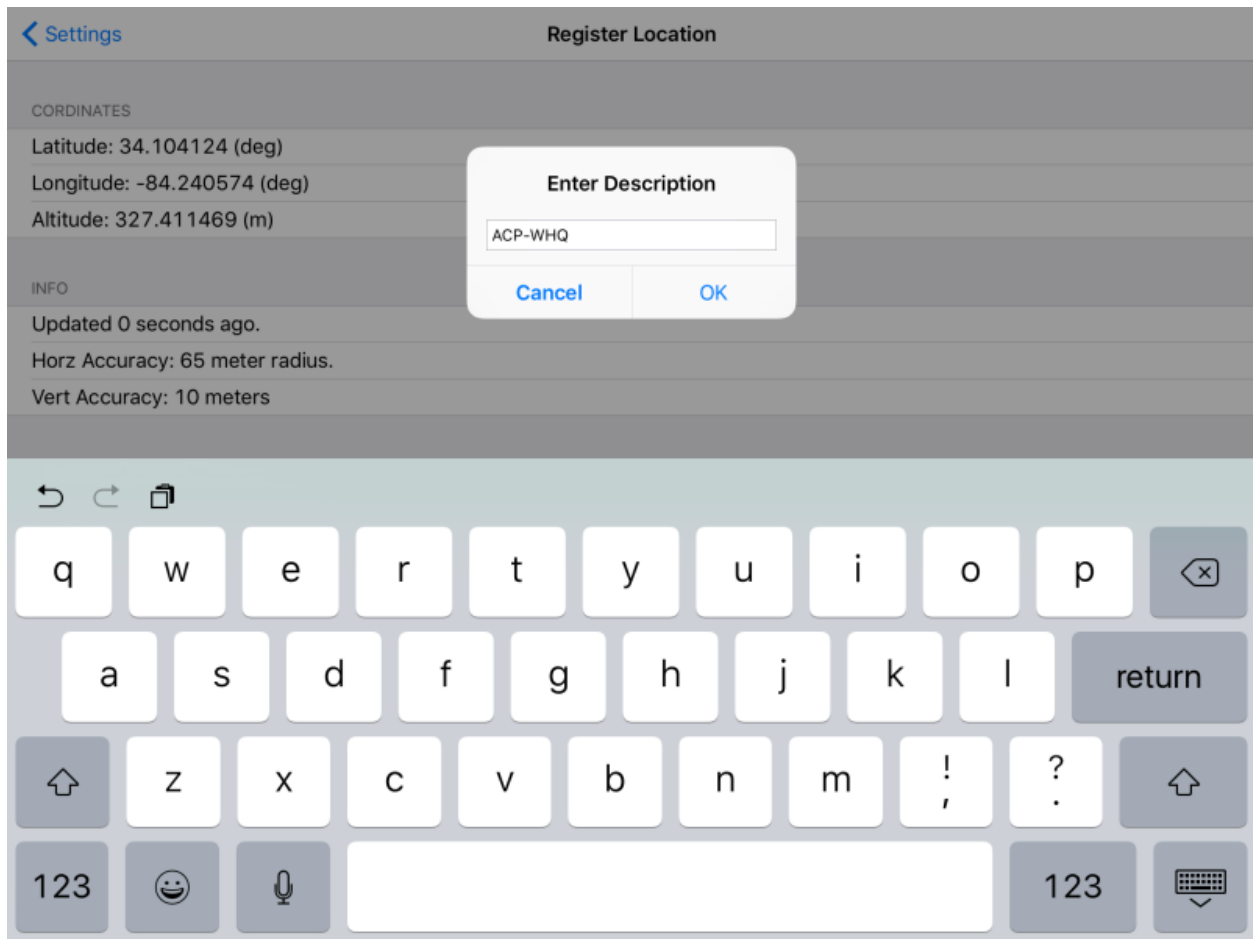 Settings
Register Location
CORDINATES
Latitude: 34.104124 (deg)
Longitude: -84.240574 (deg)
Altitude: 327.411469 (m)
Enter Description
ACP-WHQ
Cancel OK
INFO
Updated 0 seconds ago.
Horz Accuracy: 65 meter radius.
Vert Accuracy: 10 meters
q w e r t y u i o p
a s d f g h j k l return
z x c v b n m ! , ? .
123 123